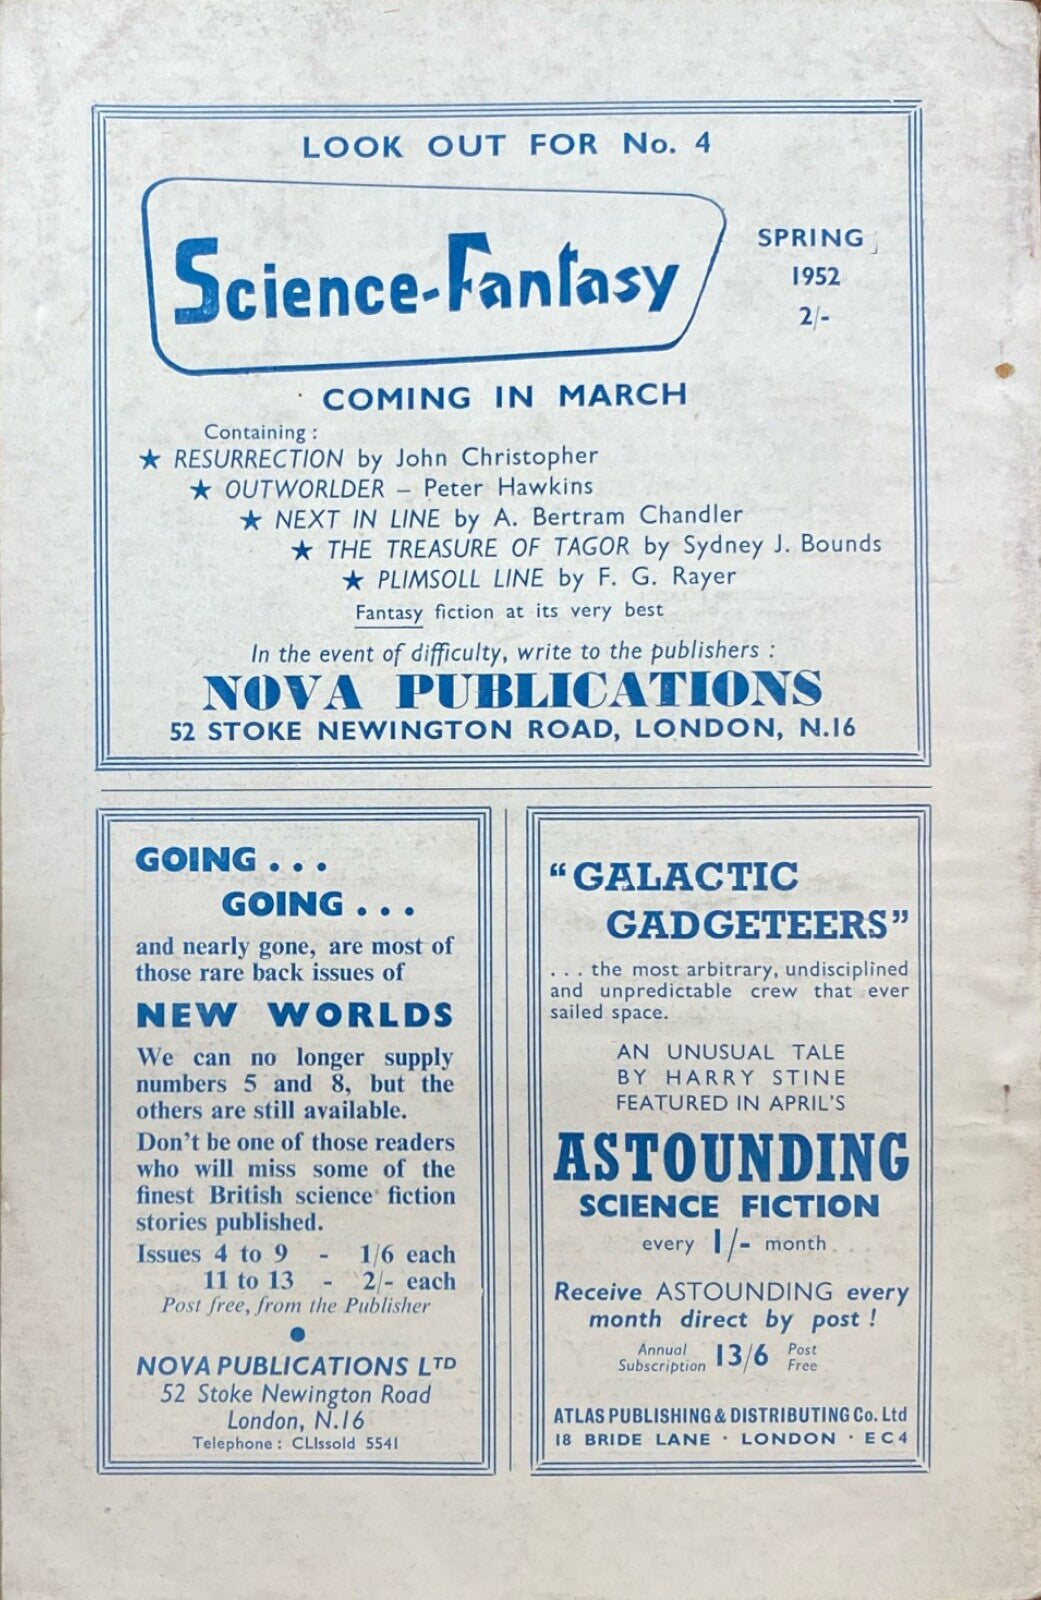 LOOK OUT FOR No. 4
Science-Fantasy
SPRING
1952
2/-
COMING IN MARCH
Containing :
★ RESURRECTION by John Christopher
★ OUTWORLDER – Peter Hawkins
★ NEXT IN LINE by A. Bertram Chandler
★ THE TREASURE OF TAGOR by Sydney J. Bounds
★ PLIMSOLL LINE by F. G. Rayer
Fantasy fiction at its very best
In the event of difficulty, write to the publishers :
NOVA PUBLICATIONS
52 STOKE NEWINGTON ROAD, LONDON, N.16
GOING . . .
GOING . . .
and nearly gone, are most of
those rare back issues of
NEW WORLDS
We can no longer supply
numbers 5 and 8, but the
others are still available.
Don't be one of those readers
who will miss some of the
finest British science fiction
stories published.
Issues 4 to 9 - 1/6 each
11 to 13 - 2/- each
Post free, from the Publisher
NOVA PUBLICATIONS LTD
52 Stoke Newington Road
London, N.16
Telephone : CLIssold 5541
"GALACTIC
GADGETEERS"
. . . the most arbitrary, undisciplined
and unpredictable crew that ever
sailed space.
AN UNUSUAL TALE
BY HARRY STINE
FEATURED IN APRIL'S
ASTOUNDING
SCIENCE FICTION
every 1/- month
Receive ASTOUNDING every
month direct by post !
Annual Subscription 13/6 Post Free
ATLAS PUBLISHING & DISTRIBUTING Co. Ltd
18 BRIDE LANE · LONDON · EC4